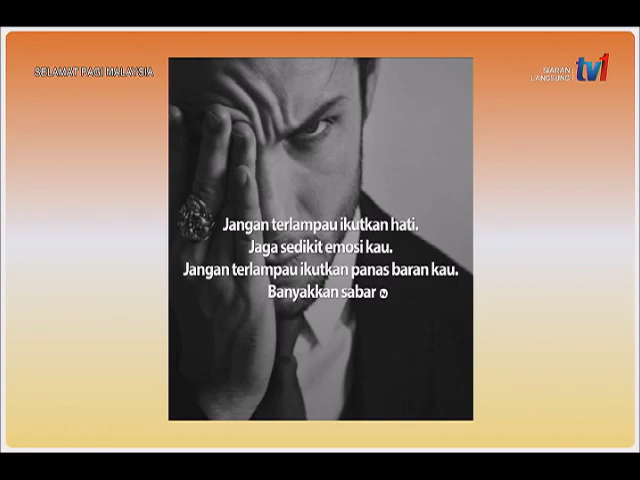 SELAMAT PAGI MALAYSIA
SIARAN
LANGSUNG
tv1
Jangan terlampau ikutkan hati.
Jaga sedikit emosi kau.
Jangan terlampau ikutkan panas baran kau.
Banyakkan sabar